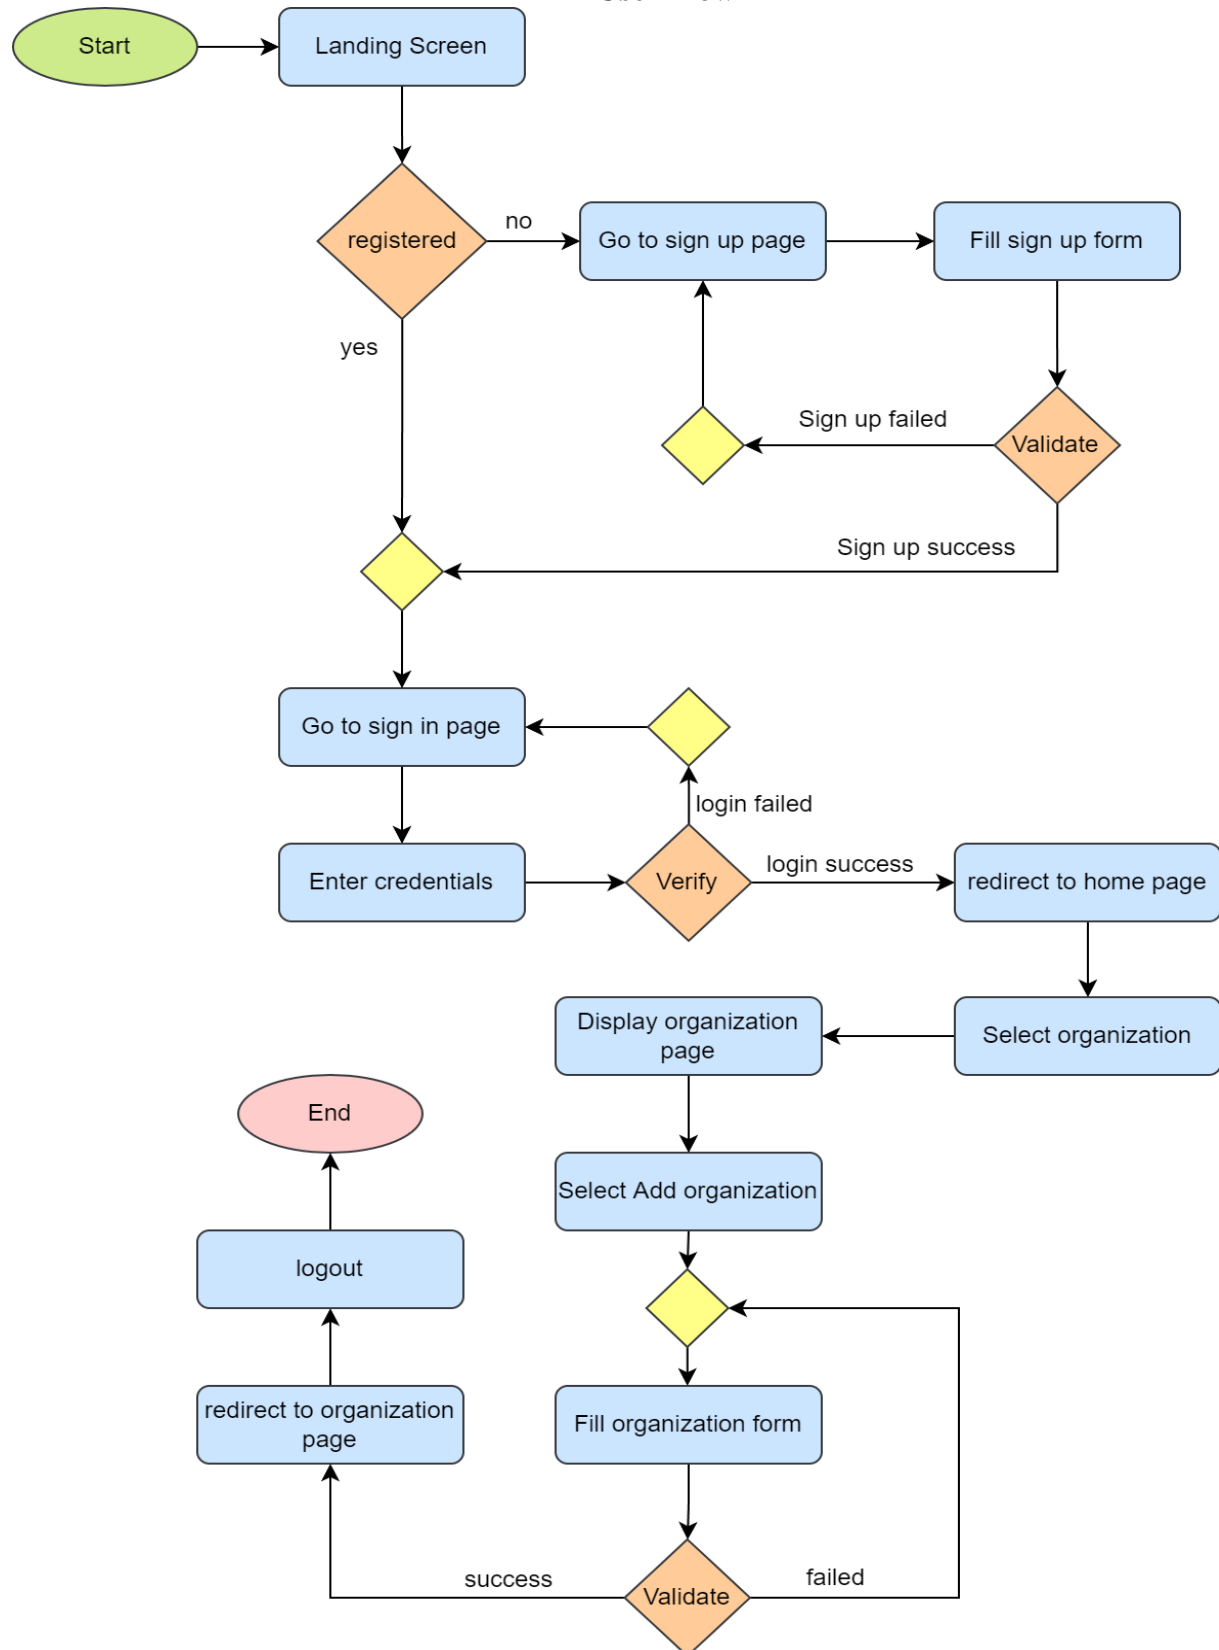 Start
Landing Screen
registered
no
Go to sign up page
Fill sign up form
yes
Sign up failed
Validate
Sign up success
Go to sign in page
login failed
Enter credentials
Verify
login success
redirect to home page
Display organization
page
Select organization
End
Select Add organization
logout
redirect to organization
page
Fill organization form
success
Validate
failed